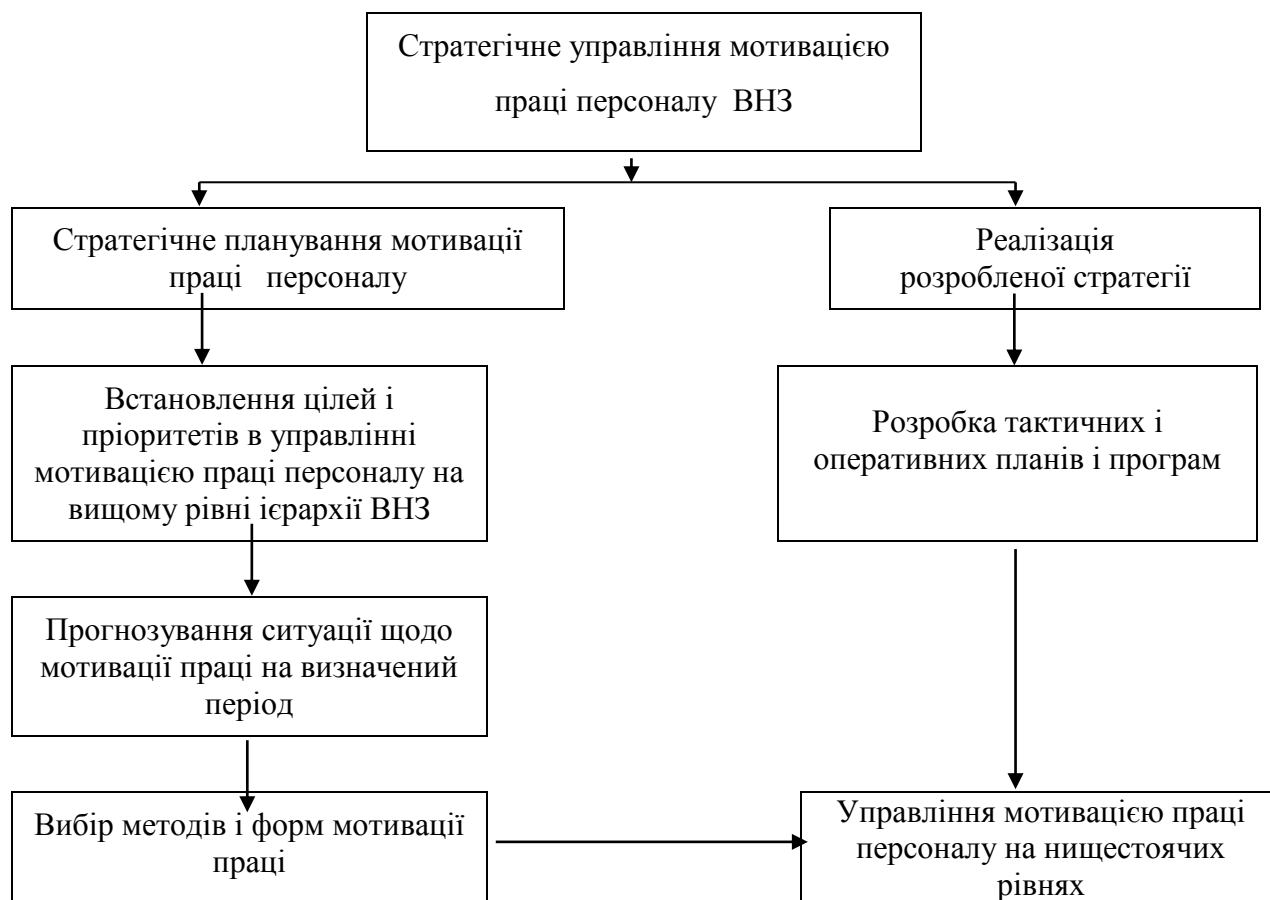 Стратегічне управління мотивацією
праці персоналу ВНЗ
Стратегічне планування мотивації
праці персоналу
Реалізація
розробленої стратегії
Встановлення цілей і
пріоритетів в управлінні
мотивацією праці персоналу на
вищому рівні ієрархії ВНЗ
Розробка тактичних і
оперативних планів і програм
Прогнозування ситуації щодо
мотивації праці на визначений
період
Вибір методів і форм мотивації
праці
Управління мотивацією праці
персоналу на нищестоячих
рівнях